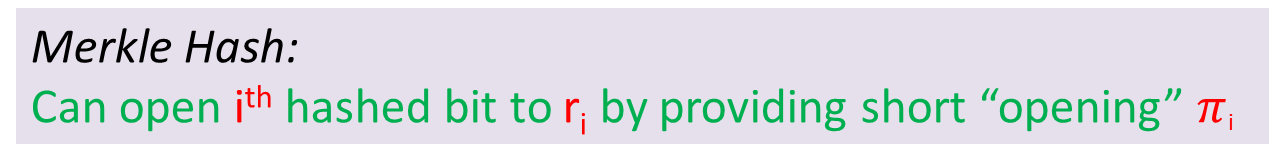 Merkle Hash:
Can open iᵗʰ hashed bit to rᵢ by providing short “opening” πᵢ